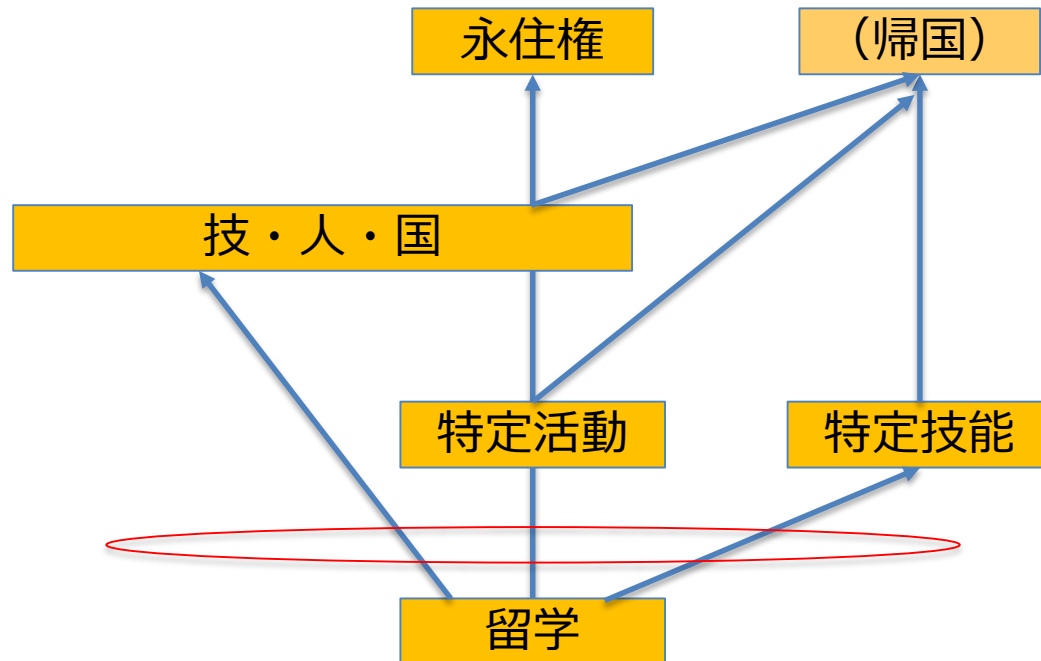 永住権
（帰国）
技・人・国
特定活動
特定技能
留学